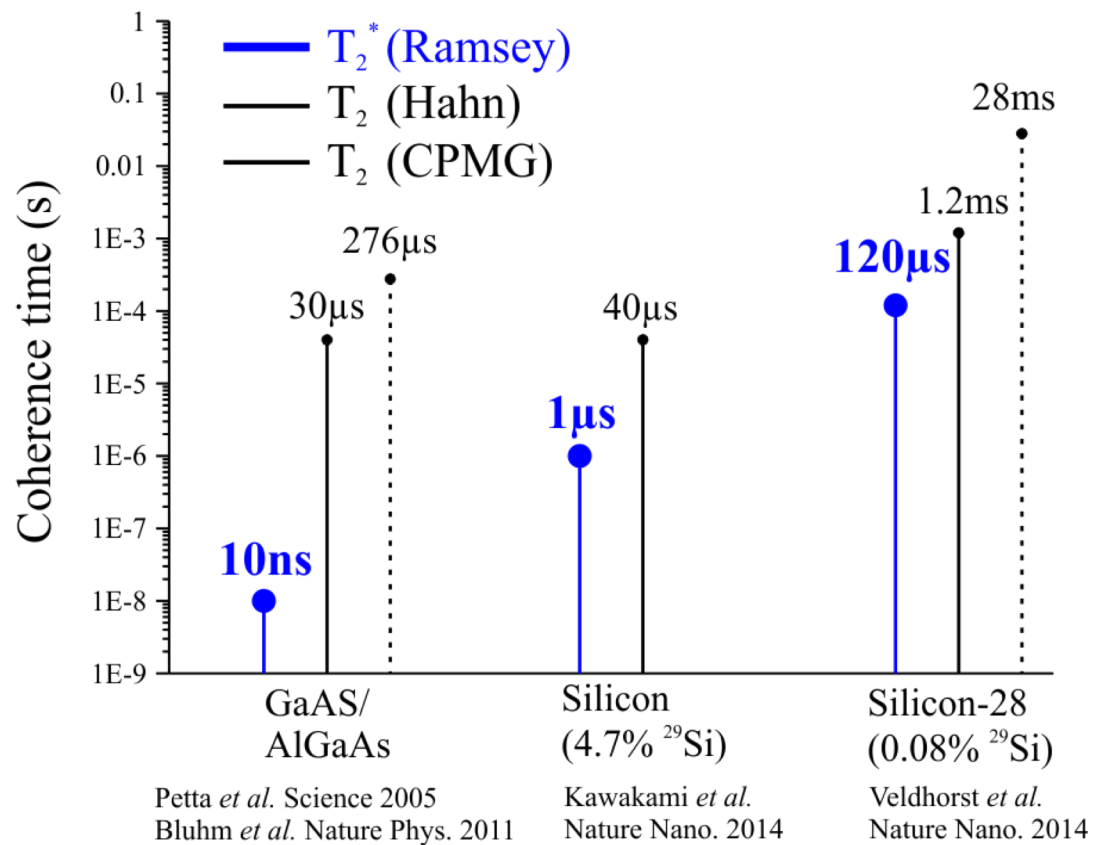 1
0.1
0.01
1E-3
1E-4
1E-5
1E-6
1E-7
1E-8
1E-9
Coherence time (s)
T₂* (Ramsey)
T₂ (Hahn)
T₂ (CPMG)
10ns
30µs
276µs
1µs
40µs
120µs
1.2ms
28ms
GaAS/
AlGaAs
Silicon
(4.7% ²⁹Si)
Silicon-28
(0.08% ²⁹Si)
Petta et al. Science 2005
Bluhm et al. Nature Phys. 2011
Kawakami et al.
Nature Nano. 2014
Veldhorst et al.
Nature Nano. 2014